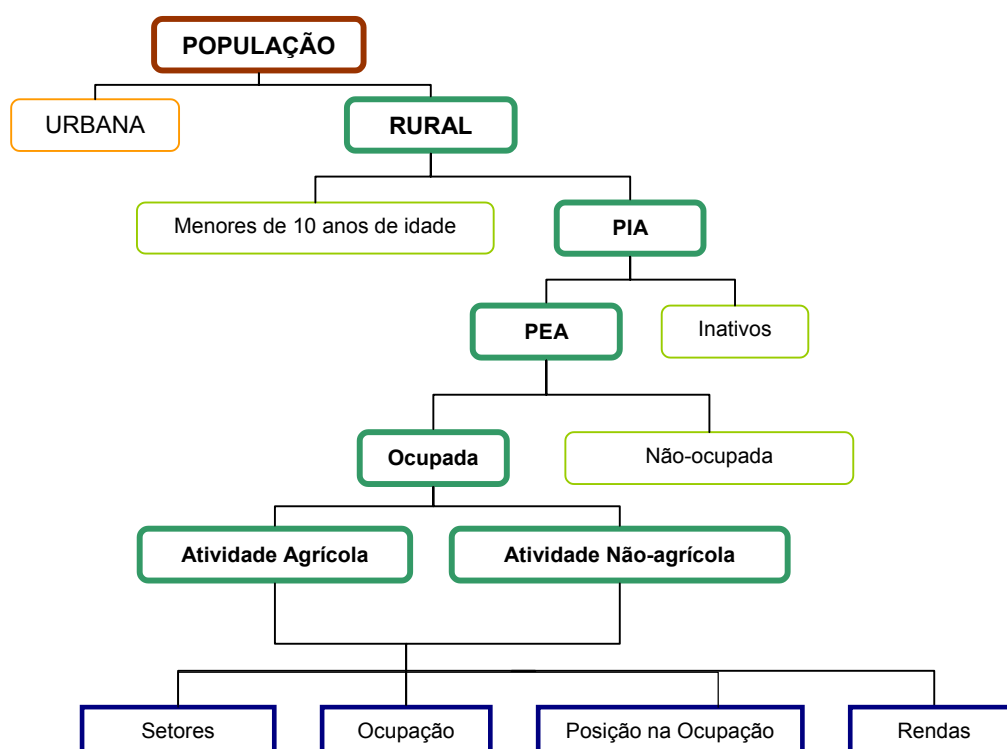 POPULAÇÃO
URBANA
RURAL
Menores de 10 anos de idade
PIA
PEA
Inativos
Ocupada
Não-ocupada
Atividade Agrícola
Atividade Não-agrícola
Setores
Ocupação
Posição na Ocupação
Rendas